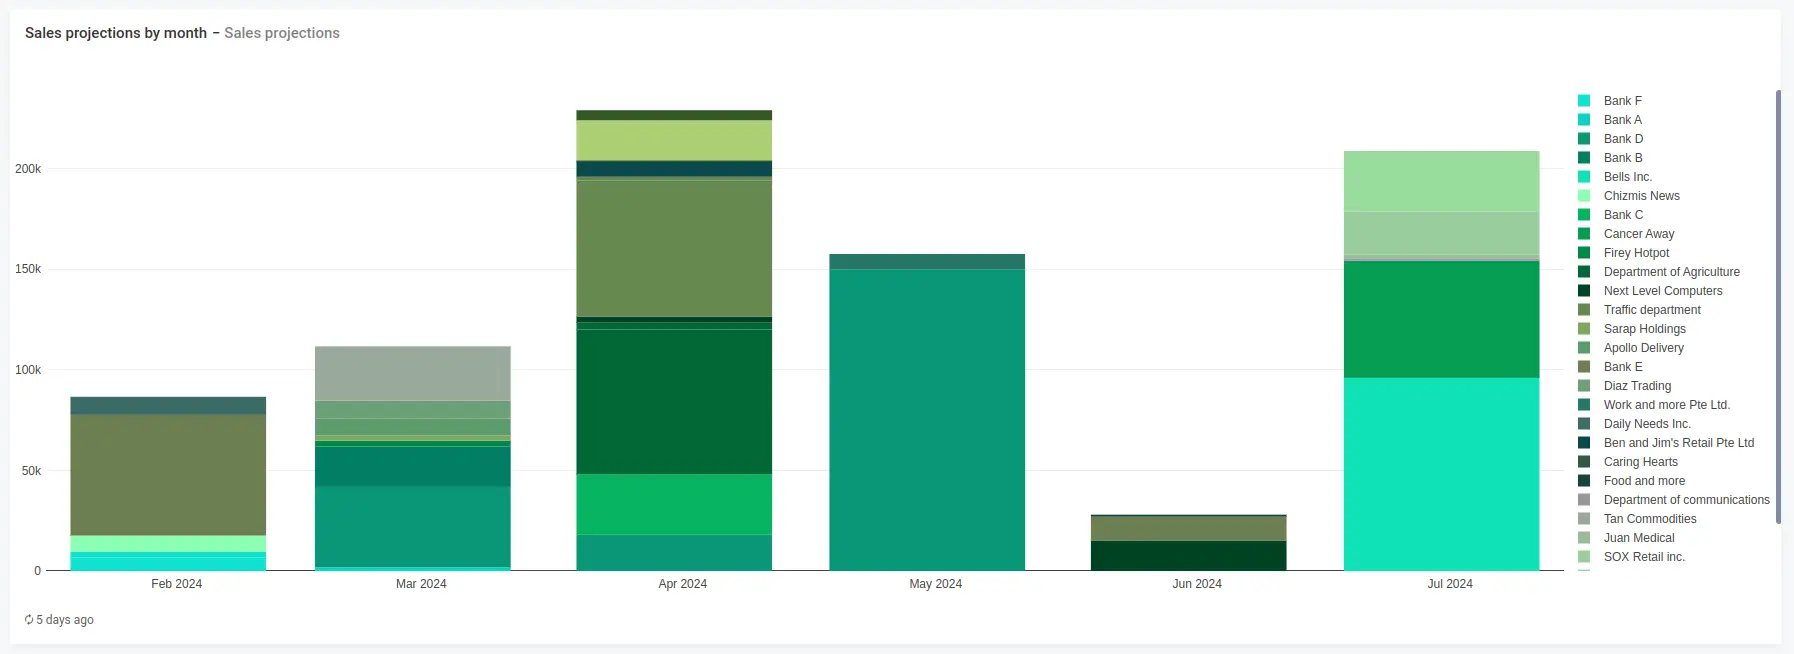 Sales projections by month – Sales projections
200k
150k
100k
50k
0
Feb 2024
Mar 2024
Apr 2024
May 2024
Jun 2024
Jul 2024
Bank F
Bank A
Bank D
Bank B
Bells Inc.
Chizmis News
Bank C
Cancer Away
Firey Hotpot
Department of Agriculture
Next Level Computers
Traffic department
Sarap Holdings
Apollo Delivery
Bank E
Diaz Trading
Work and more Pte Ltd.
Daily Needs Inc.
Ben and Jim's Retail Pte Ltd
Caring Hearts
Food and more
Department of communications
Tan Commodities
Juan Medical
SOX Retail inc.
5 days ago